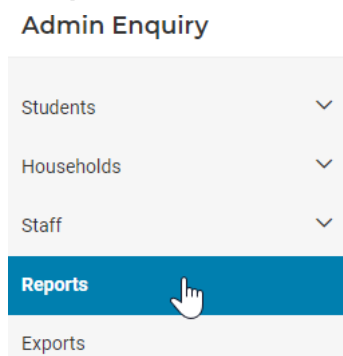 Admin Enquiry
Students
Households
Staff
Reports
Exports